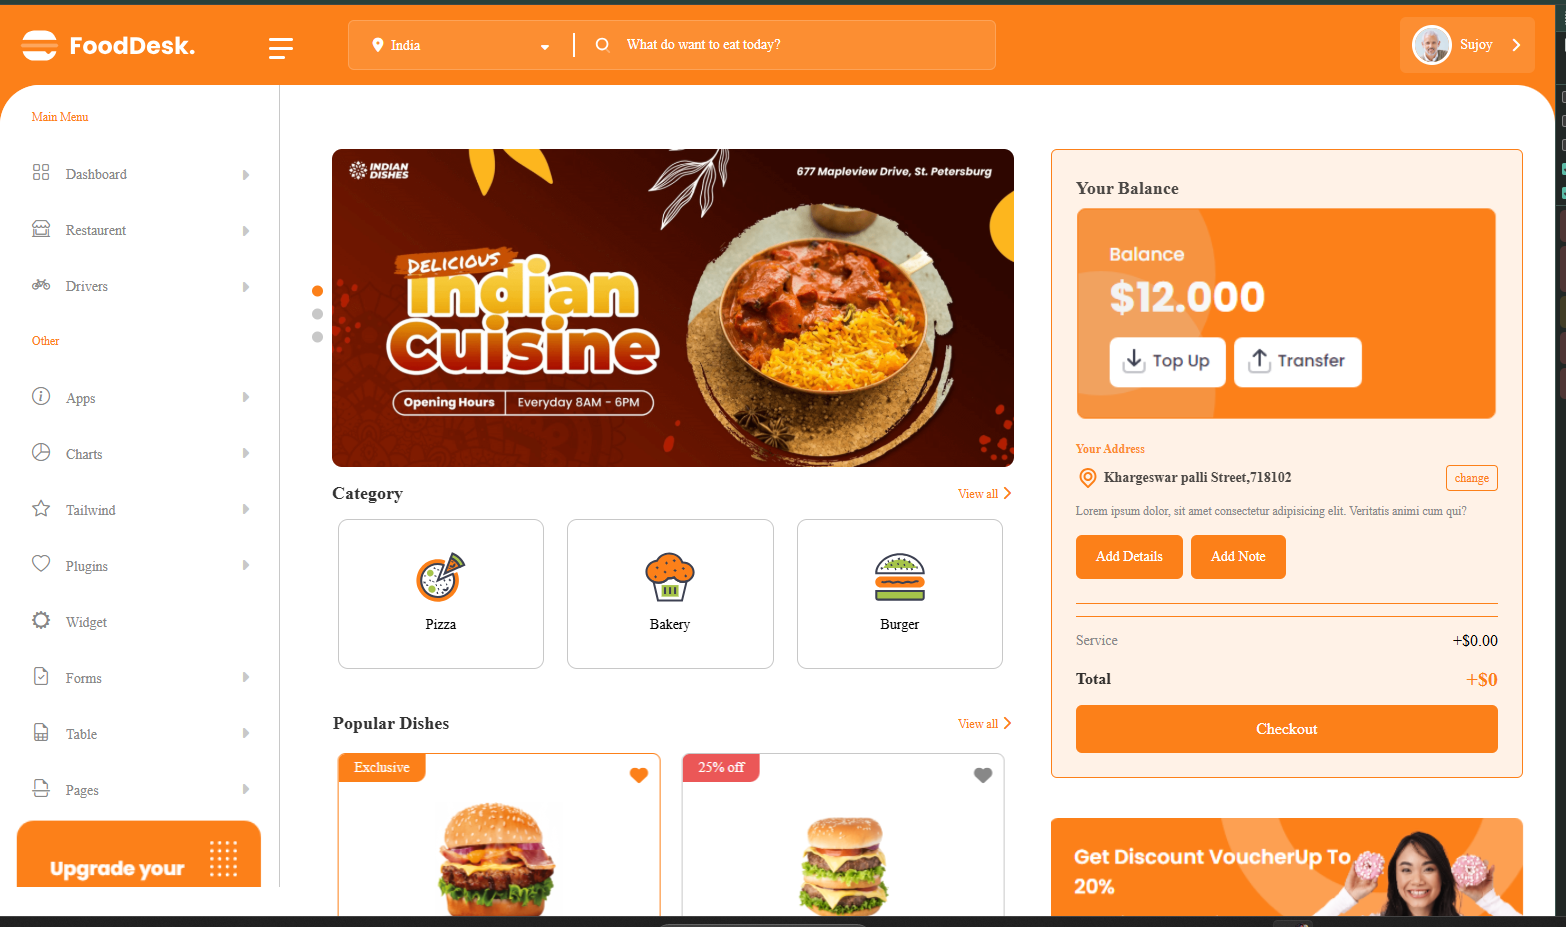 FoodDesk.
India
What do want to eat today?
Sujoy
Main Menu
Dashboard
Restaurent
Drivers
Other
Apps
Charts
Tailwind
Plugins
Widget
Forms
Table
Pages
Upgrade your
INDIAN
DISHES
677 Mapleview Drive, St. Petersburg
DELICIOUS
Indian
Cuisine
Opening Hours
Everyday 8AM - 6PM
Category
View all
Pizza
Bakery
Burger
Popular Dishes
View all
Exclusive
25% off
Your Balance
Balance
$12.000
Top Up
Transfer
Your Address
Khargeswar palli Street,718102
change
Lorem ipsum dolor, sit amet consectetur adipisicing elit. Veritatis animi cum qui?
Add Details
Add Note
Service
+$0.00
Total
+$0
Checkout
Get Discount VoucherUp To
20%